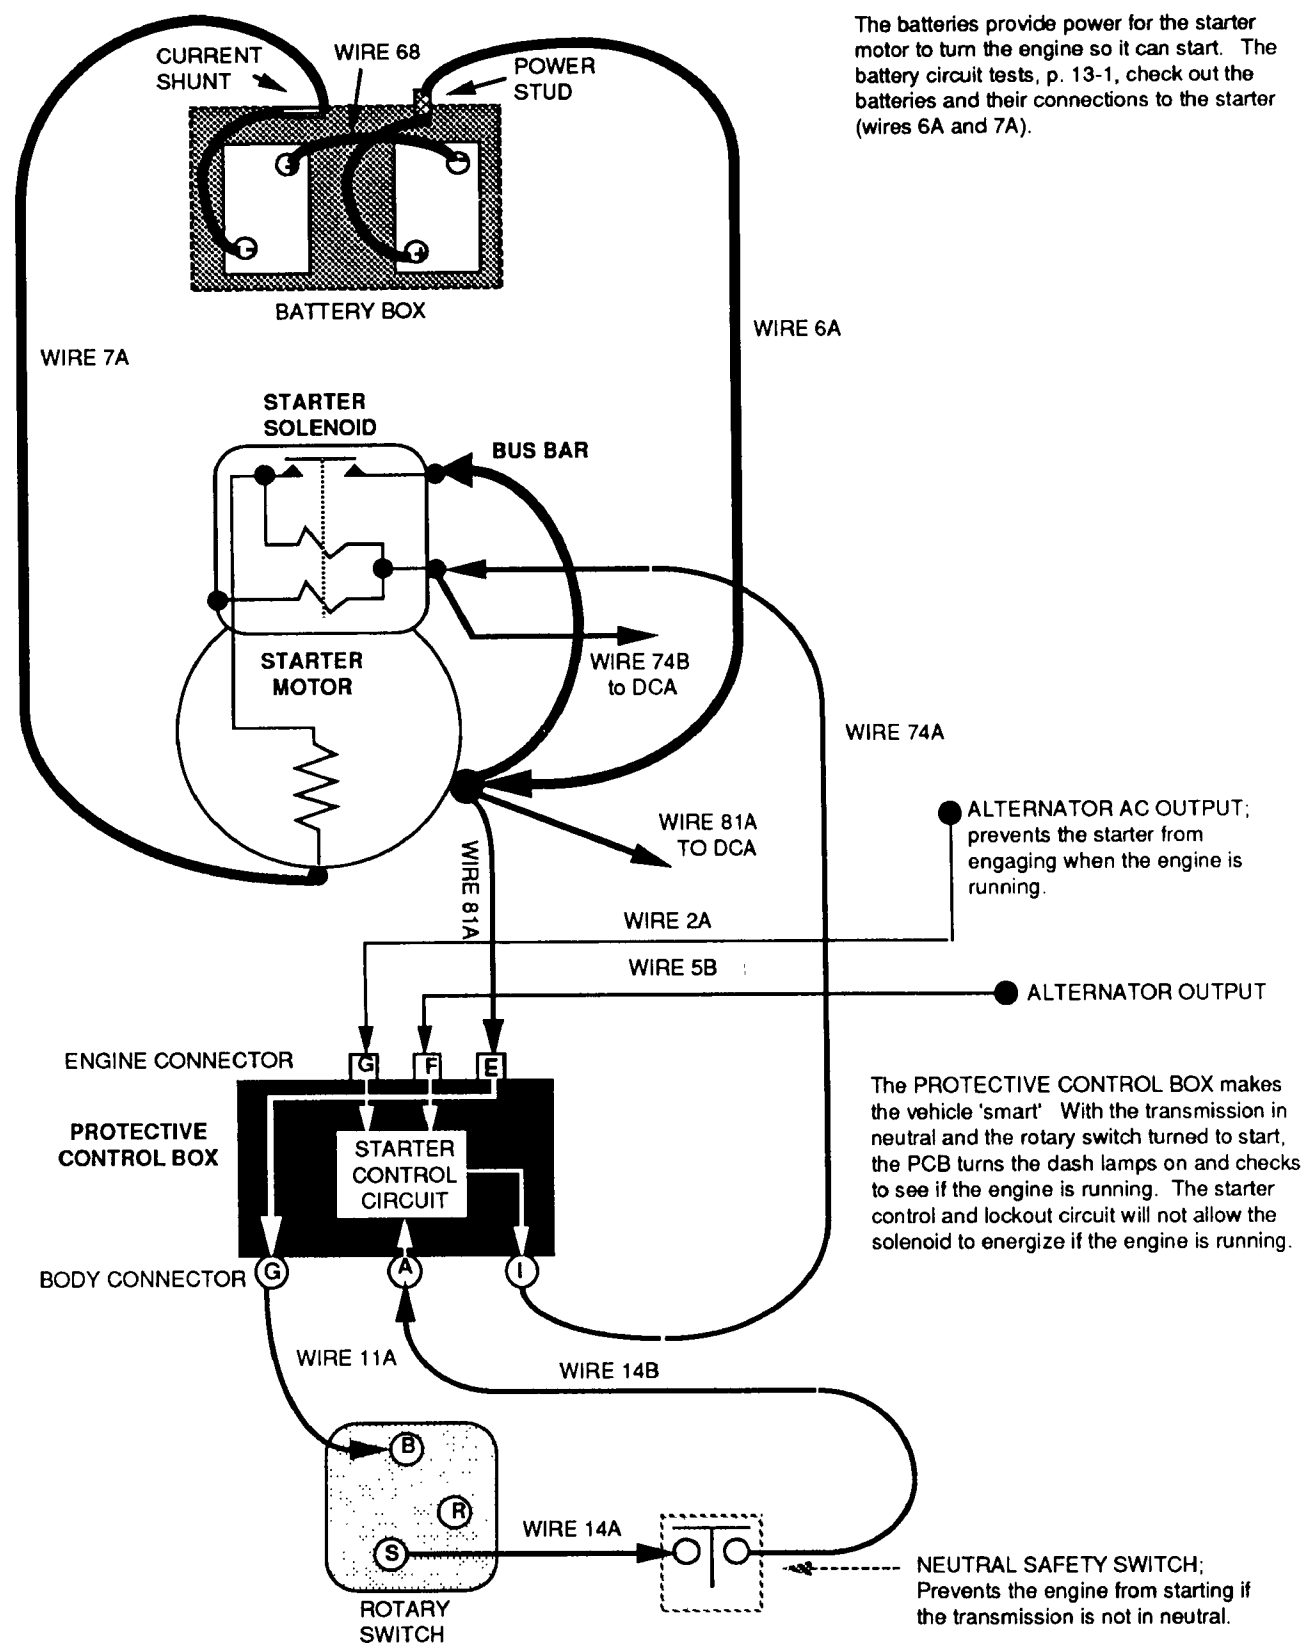 The batteries provide power for the starter
motor to turn the engine so it can start. The
battery circuit tests, p. 13-1, check out the
batteries and their connections to the starter
(wires 6A and 7A).
CURRENT
SHUNT
WIRE 68
POWER
STUD
+
-
-
+
BATTERY BOX
WIRE 6A
WIRE 7A
STARTER
SOLENOID
BUS BAR
STARTER
MOTOR
WIRE 74B
to DCA
WIRE 74A
WIRE 81A
TO DCA
WIRE 81A
ALTERNATOR AC OUTPUT;
prevents the starter from
engaging when the engine is
running.
WIRE 2A
WIRE 5B
ALTERNATOR OUTPUT
ENGINE CONNECTOR
G
F
E
PROTECTIVE
CONTROL BOX
STARTER
CONTROL
CIRCUIT
The PROTECTIVE CONTROL BOX makes
the vehicle 'smart' With the transmission in
neutral and the rotary switch turned to start,
the PCB turns the dash lamps on and checks
to see if the engine is running. The starter
control and lockout circuit will not allow the
solenoid to energize if the engine is running.
BODY CONNECTOR
G
A
I
WIRE 11A
WIRE 14B
B
R
S
WIRE 14A
NEUTRAL SAFETY SWITCH;
Prevents the engine from starting if
the transmission is not in neutral.
ROTARY
SWITCH